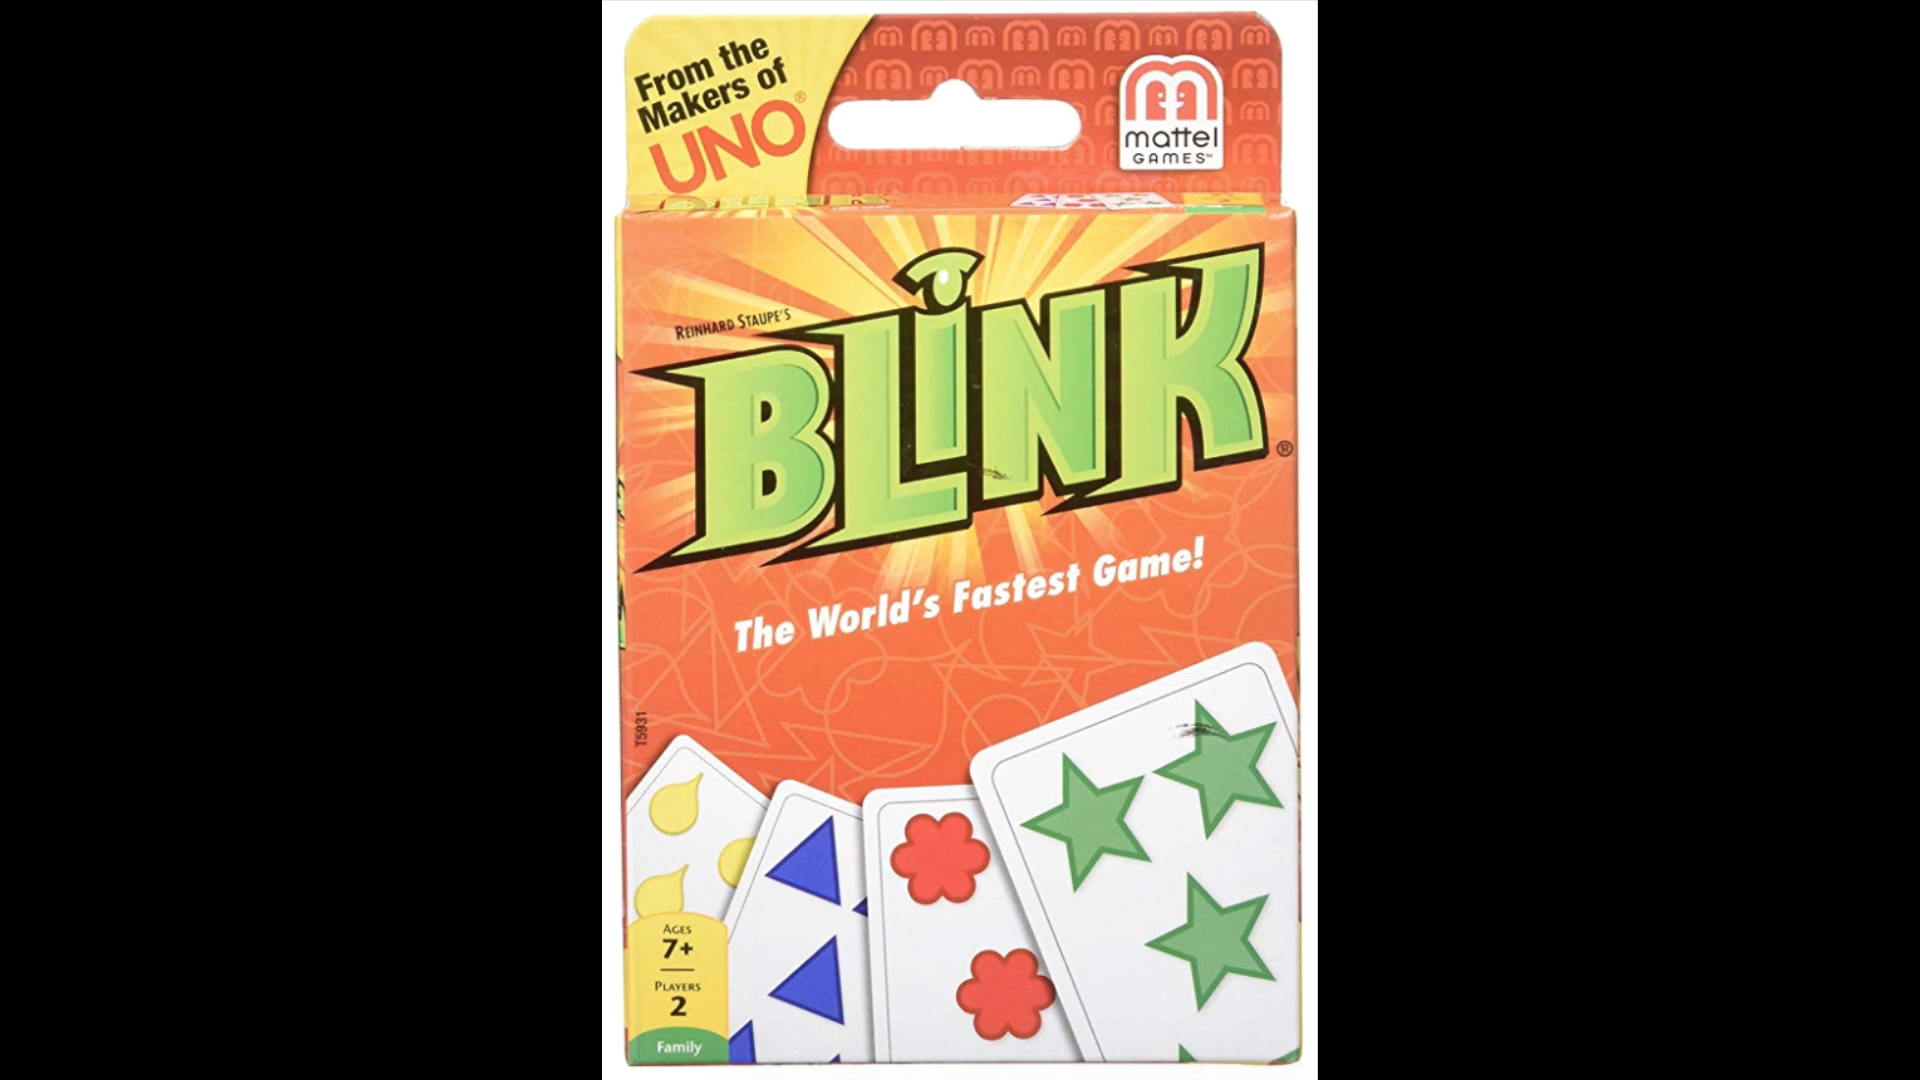 From the
Makers of
UNO®
mattel
GAMES™
REINHARD STAUPE'S
BLiNK®
The World's Fastest Game!
T5931
AGES
7+
PLAYERS
2
Family